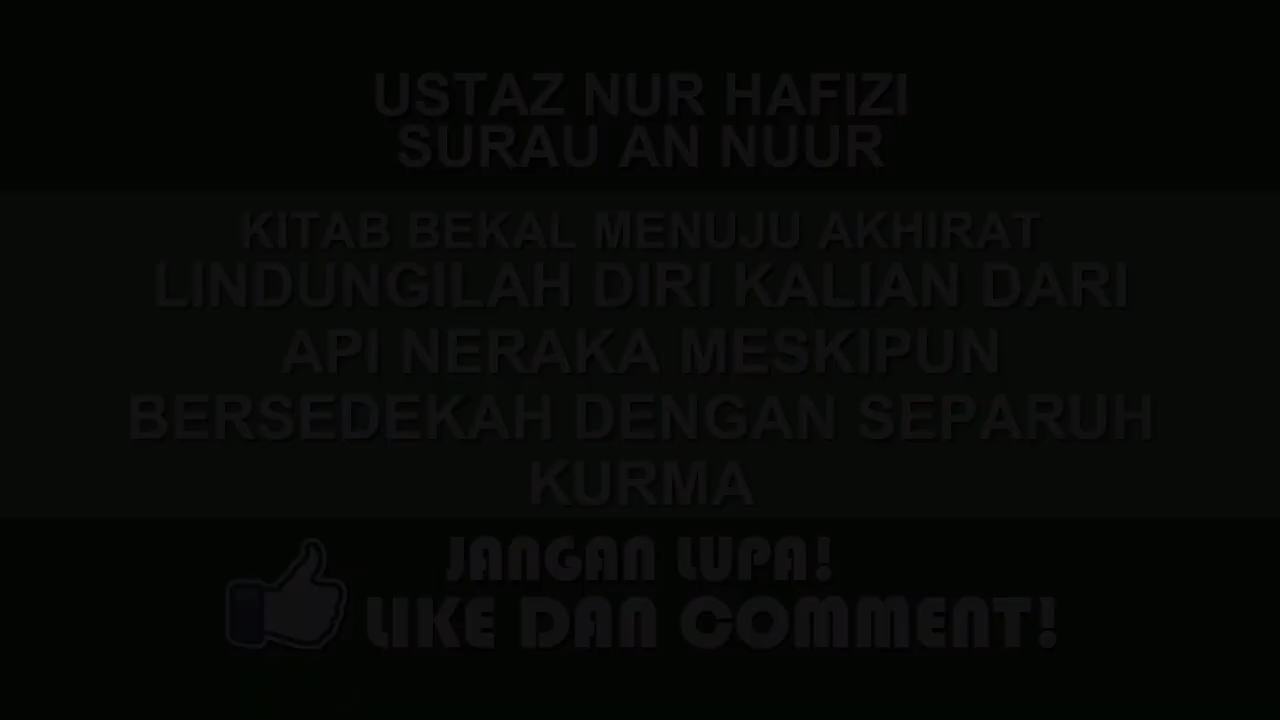 USTAZ NUR HAFIZI
SURAU AN NUUR
KITAB BEKAL MENUJU AKHIRAT
LINDUNGILAH DIRI KALIAN DARI
API NERAKA MESKIPUN
BERSEDEKAH DENGAN SEPARUH
KURMA
JANGAN LUPA!
LIKE DAN COMMENT!